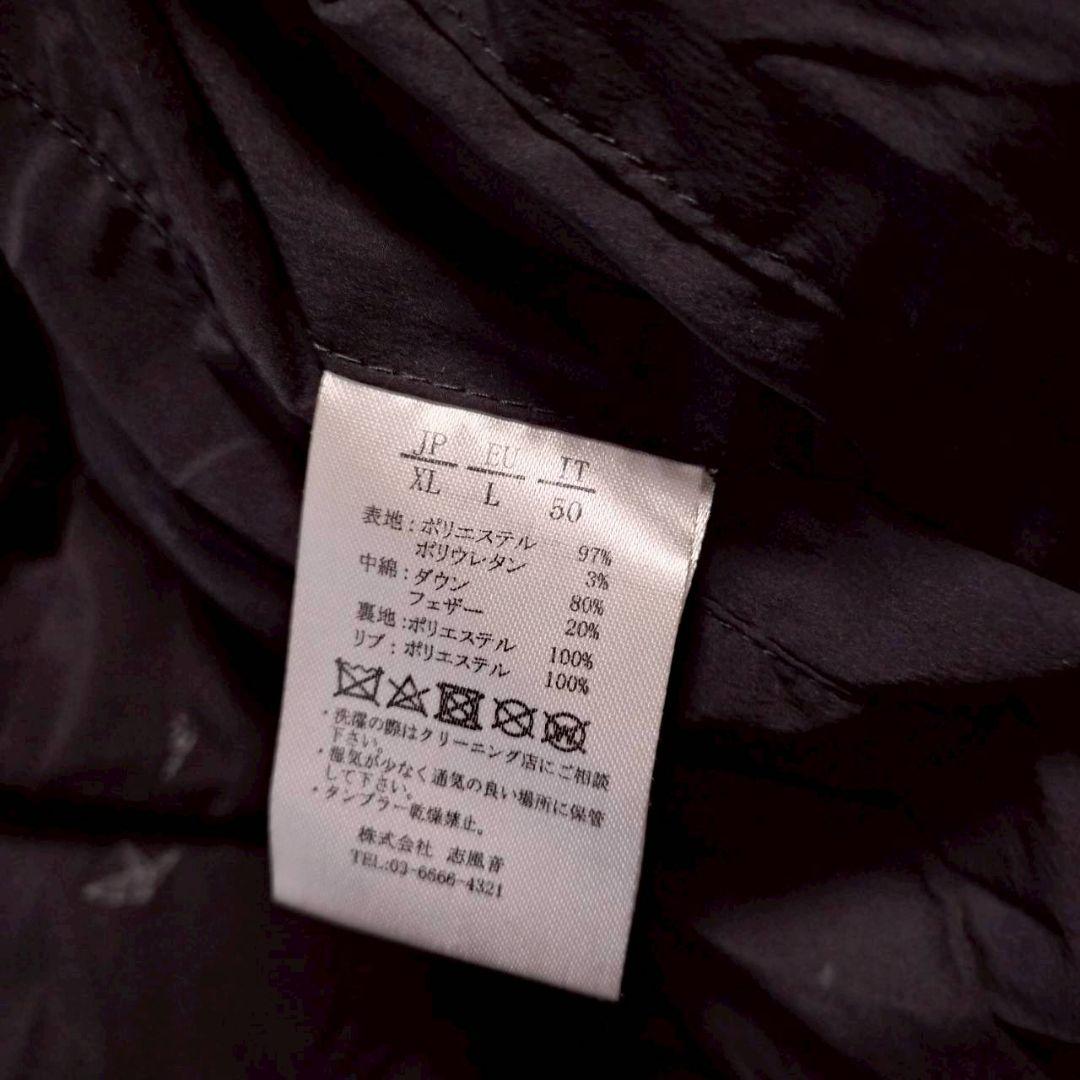 JP EU IT
XL L 50
表地:ポリエステル 97%
ポリウレタン 3%
中綿:ダウン 80%
フェザー 20%
裏地:ポリエステル 100%
リブ:ポリエステル 100%
・洗濯の際はクリーニング店にご相談
下さい。
・湿気が少なく通気の良い場所に保管
して下さい。
・タンブラー乾燥禁止。
株式会社 志風音
TEL:03-6666-4321